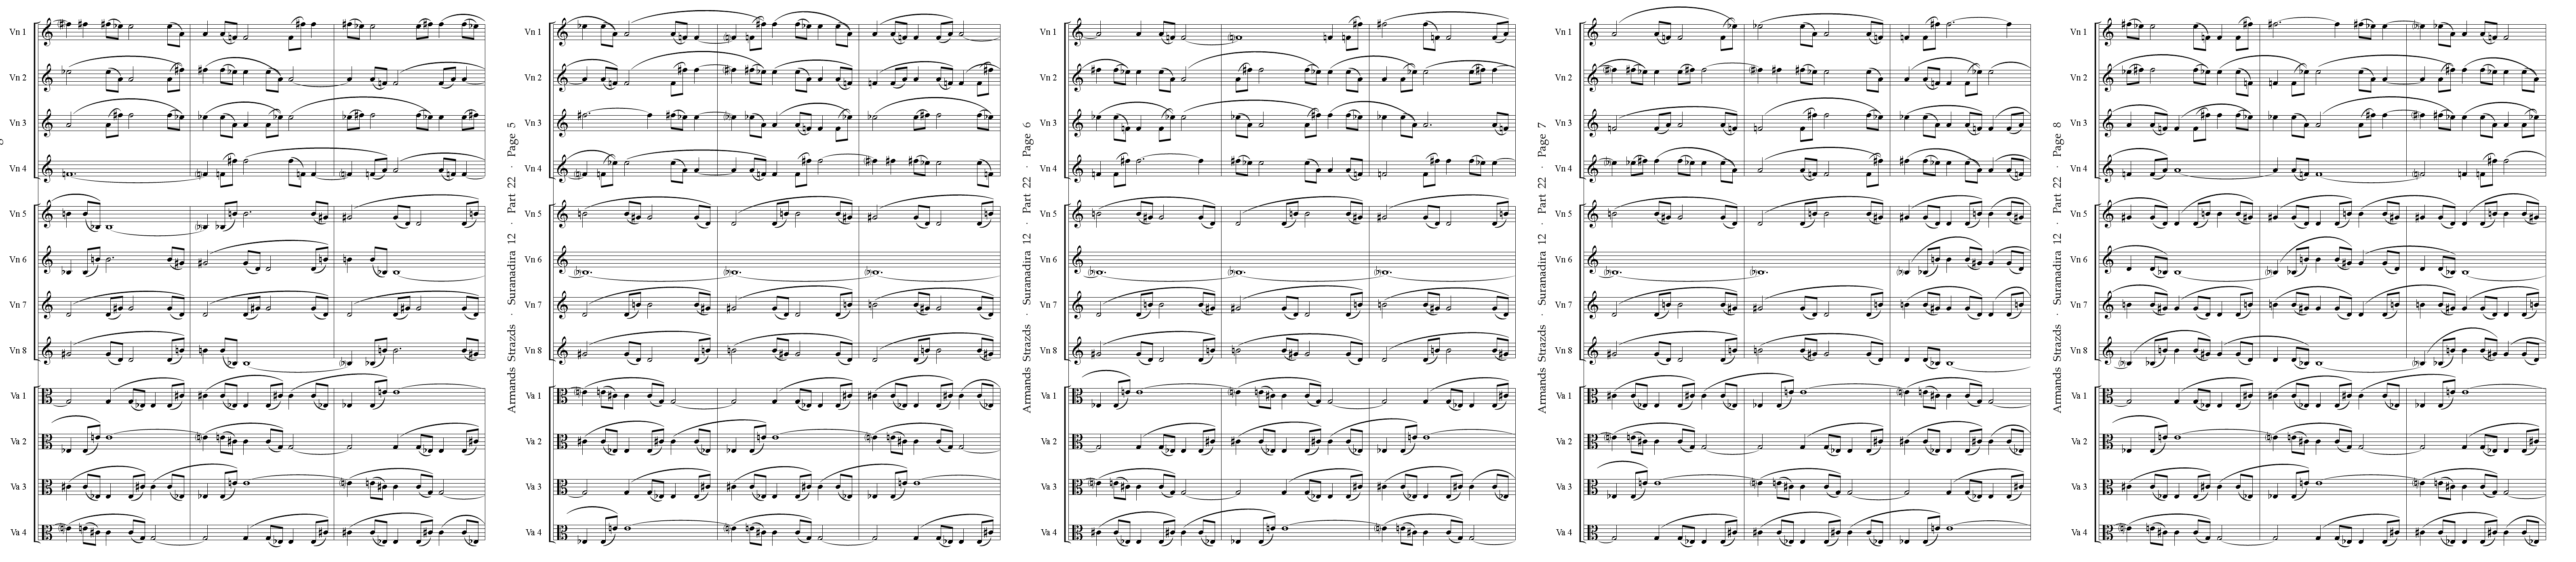 Vn 1
Vn 2
Vn 3
Vn 4
Vn 5
Vn 6
Vn 7
Vn 8
Va 1
Va 2
Va 3
Va 4
Armands Strazds · Suranadira 12 · Part 22 · Page 5
Vn 1
Vn 2
Vn 3
Vn 4
Vn 5
Vn 6
Vn 7
Vn 8
Va 1
Va 2
Va 3
Va 4
Armands Strazds · Suranadira 12 · Part 22 · Page 6
Vn 1
Vn 2
Vn 3
Vn 4
Vn 5
Vn 6
Vn 7
Vn 8
Va 1
Va 2
Va 3
Va 4
Armands Strazds · Suranadira 12 · Part 22 · Page 7
Vn 1
Vn 2
Vn 3
Vn 4
Vn 5
Vn 6
Vn 7
Vn 8
Va 1
Va 2
Va 3
Va 4
Armands Strazds · Suranadira 12 · Part 22 · Page 8
Vn 1
Vn 2
Vn 3
Vn 4
Vn 5
Vn 6
Vn 7
Vn 8
Va 1
Va 2
Va 3
Va 4